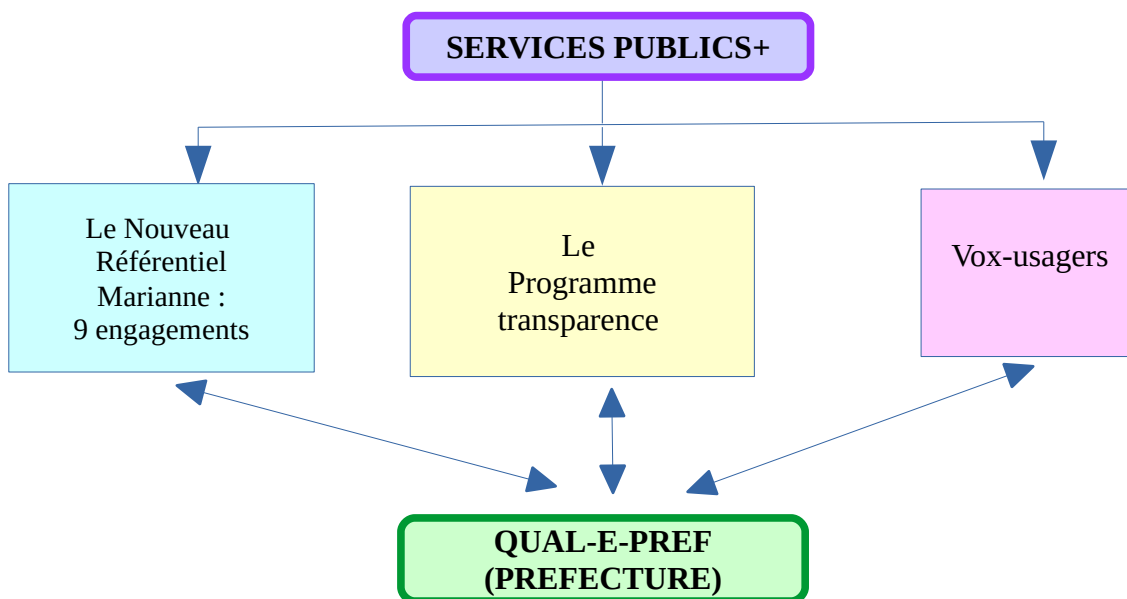 SERVICES PUBLICS+
Le Nouveau
Référentiel
Marianne :
9 engagements
Le
Programme
transparence
Vox-usagers
QUAL-E-PREF
(PREFECTURE)